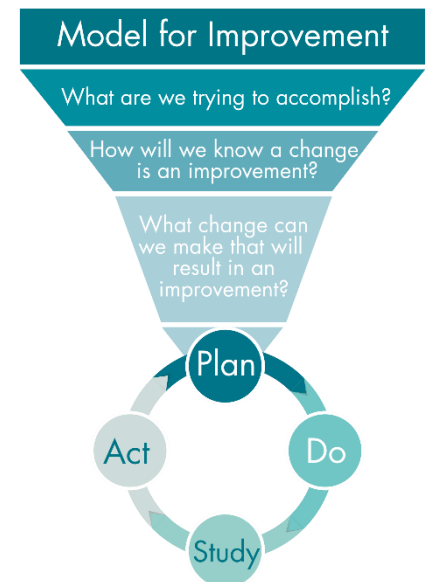 Model for Improvement
What are we trying to accomplish?
How will we know a change
is an improvement?
What change can
we make that will
result in an
improvement?
Plan
Act
Do
Study